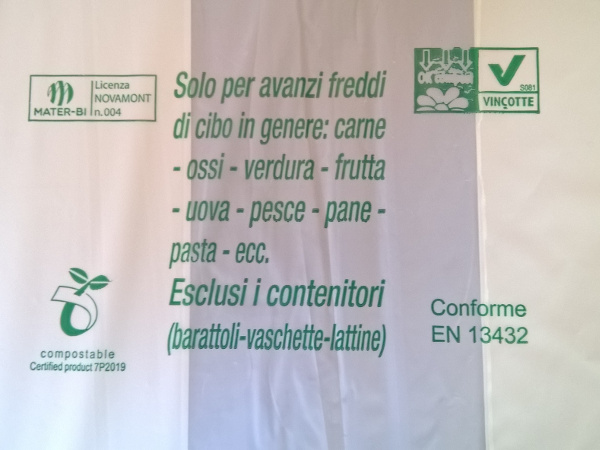 MATER-BI
Licenza
NOVAMONT
n.004
Solo per avanzi freddi
di cibo in genere: carne
- ossi - verdura - frutta
- uova - pesce - pane -
pasta - ecc.
Esclusi i contenitori
(barattoli-vaschette-lattine)
S081
VINÇOTTE
compostable
Certified product 7P2019
Conforme
EN 13432